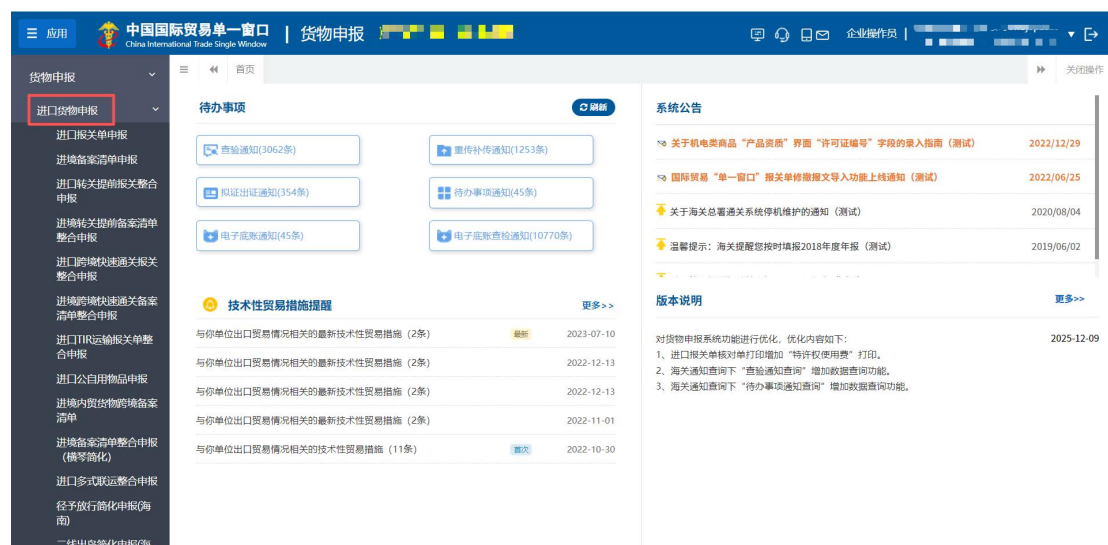 应用
中国国际贸易单一窗口
China International Trade Single Window
货物申报
企业操作员
货物申报
进口货物申报
进口报关单申报
进境备案清单申报
进口转关提前报关整合
申报
进境转关提前备案清单
整合申报
进口跨境快速通关报关
整合申报
进境跨境快速通关备案
清单整合申报
进口TIR运输报关单整
合申报
进口公自用物品申报
进境内贸货物跨境备案
清单
进境备案清单整合申报
（横琴简化）
进口多式联运整合申报
径予放行简化申报(海
南)
首页
关闭操作
待办事项
刷新
查验通知(3062条)
重传补传通知(1253条)
拟证出证通知(354条)
待办事项通知(45条)
电子底账通知(45条)
电子底账查检通知(10770条)
技术性贸易措施提醒
更多>>
与你单位出口贸易情况相关的最新技术性贸易措施（2条） 最新 2023-07-10
与你单位出口贸易情况相关的最新技术性贸易措施（2条） 2022-12-13
与你单位出口贸易情况相关的最新技术性贸易措施（2条） 2022-12-13
与你单位出口贸易情况相关的最新技术性贸易措施（2条） 2022-11-01
与你单位出口贸易情况相关的技术性贸易措施（11条） 首次 2022-10-30
系统公告
关于机电类商品“产品资质”界面“许可证编号”字段的录入指南（测试） 2022/12/29
国际贸易“单一窗口”报关单修撤报文导入功能上线通知（测试） 2022/06/25
关于海关总署通关系统停机维护的通知（测试） 2020/08/04
温馨提示：海关提醒您按时填报2018年度年报（测试） 2019/06/02
版本说明
更多>>
对货物申报系统功能进行优化，优化内容如下： 2025-12-09
1、进口报关单核对单打印增加“特许权使用费”打印。
2、海关通知查询下“查验通知查询”增加数据查询功能。
3、海关通知查询下“待办事项通知查询”增加数据查询功能。